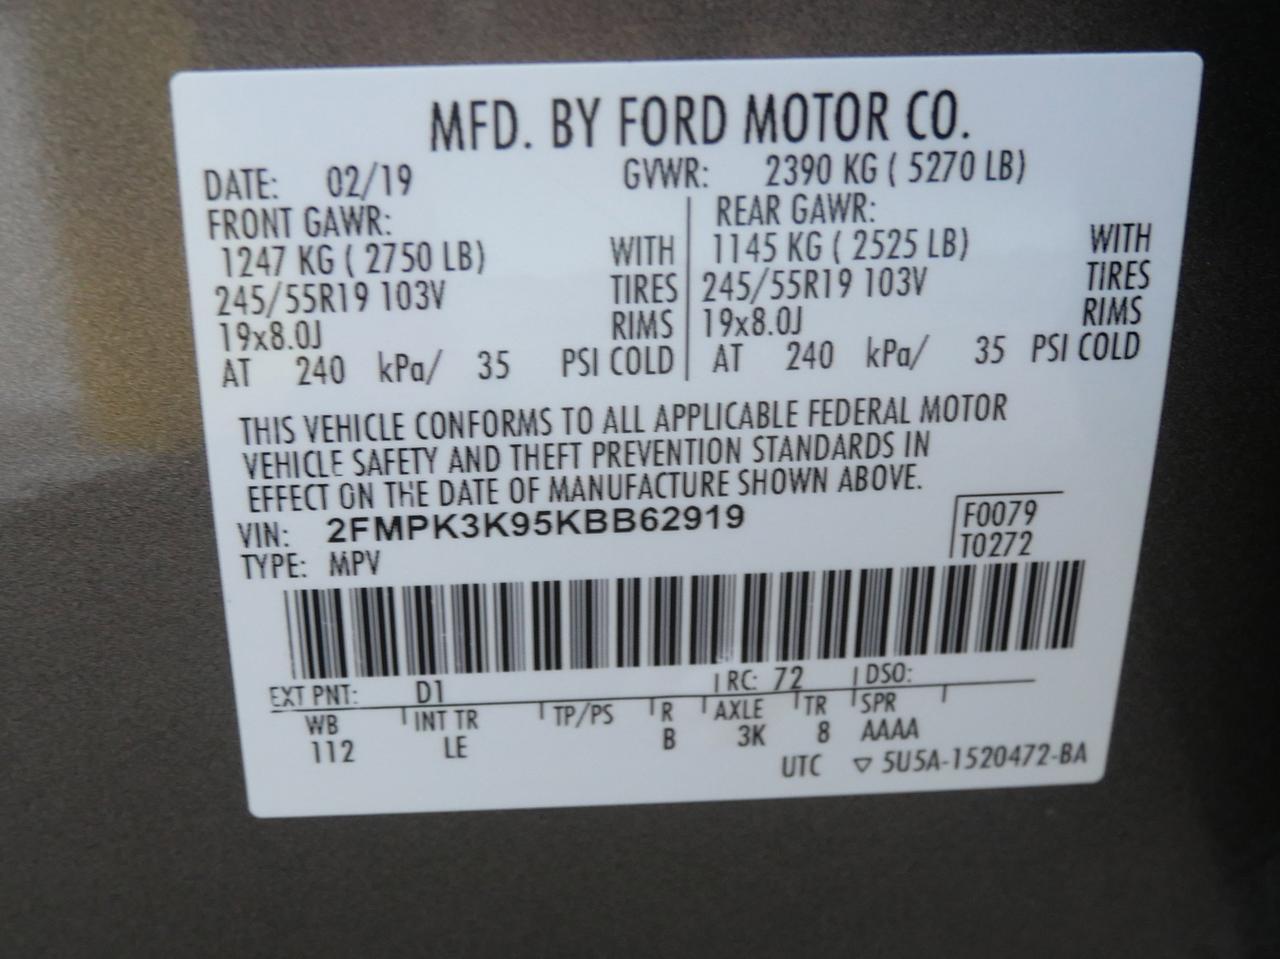 MFD. BY FORD MOTOR CO.
DATE: 02/19 GVWR: 2390 KG ( 5270 LB)
FRONT GAWR: REAR GAWR:
1247 KG ( 2750 LB) WITH 1145 KG ( 2525 LB) WITH
245/55R19 103V TIRES 245/55R19 103V TIRES
19x8.0J RIMS 19x8.0J RIMS
AT 240 kPa/ 35 PSI COLD AT 240 kPa/ 35 PSI COLD
THIS VEHICLE CONFORMS TO ALL APPLICABLE FEDERAL MOTOR
VEHICLE SAFETY AND THEFT PREVENTION STANDARDS IN
EFFECT ON THE DATE OF MANUFACTURE SHOWN ABOVE.
VIN: 2FMPK3K95KBB62919 F0079
TYPE: MPV T0272
EXT PNT: D1 RC: 72 DSO:
WB INT TR TP/PS R AXLE TR SPR
112 LE B 3K 8 AAAA
UTC ▽ 5U5A-1520472-BA